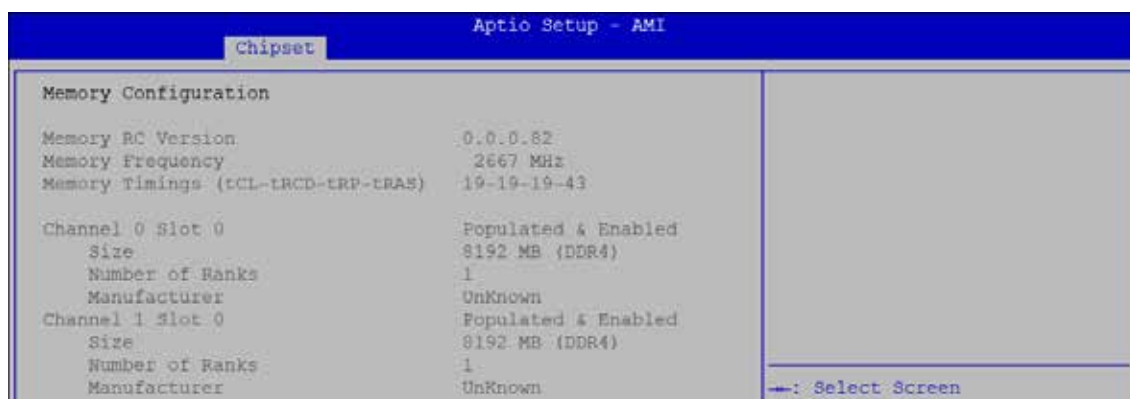 Aptio Setup - AMI
Chipset
Memory Configuration
Memory RC Version 0.0.0.82
Memory Frequency 2667 MHz
Memory Timings (tCL-tRCD-tRP-tRAS) 19-19-19-43
Channel 0 Slot 0 Populated & Enabled
Size 8192 MB (DDR4)
Number of Ranks 1
Manufacturer UnKnown
Channel 1 Slot 0 Populated & Enabled
Size 8192 MB (DDR4)
Number of Ranks 1
Manufacturer UnKnown
→←: Select Screen